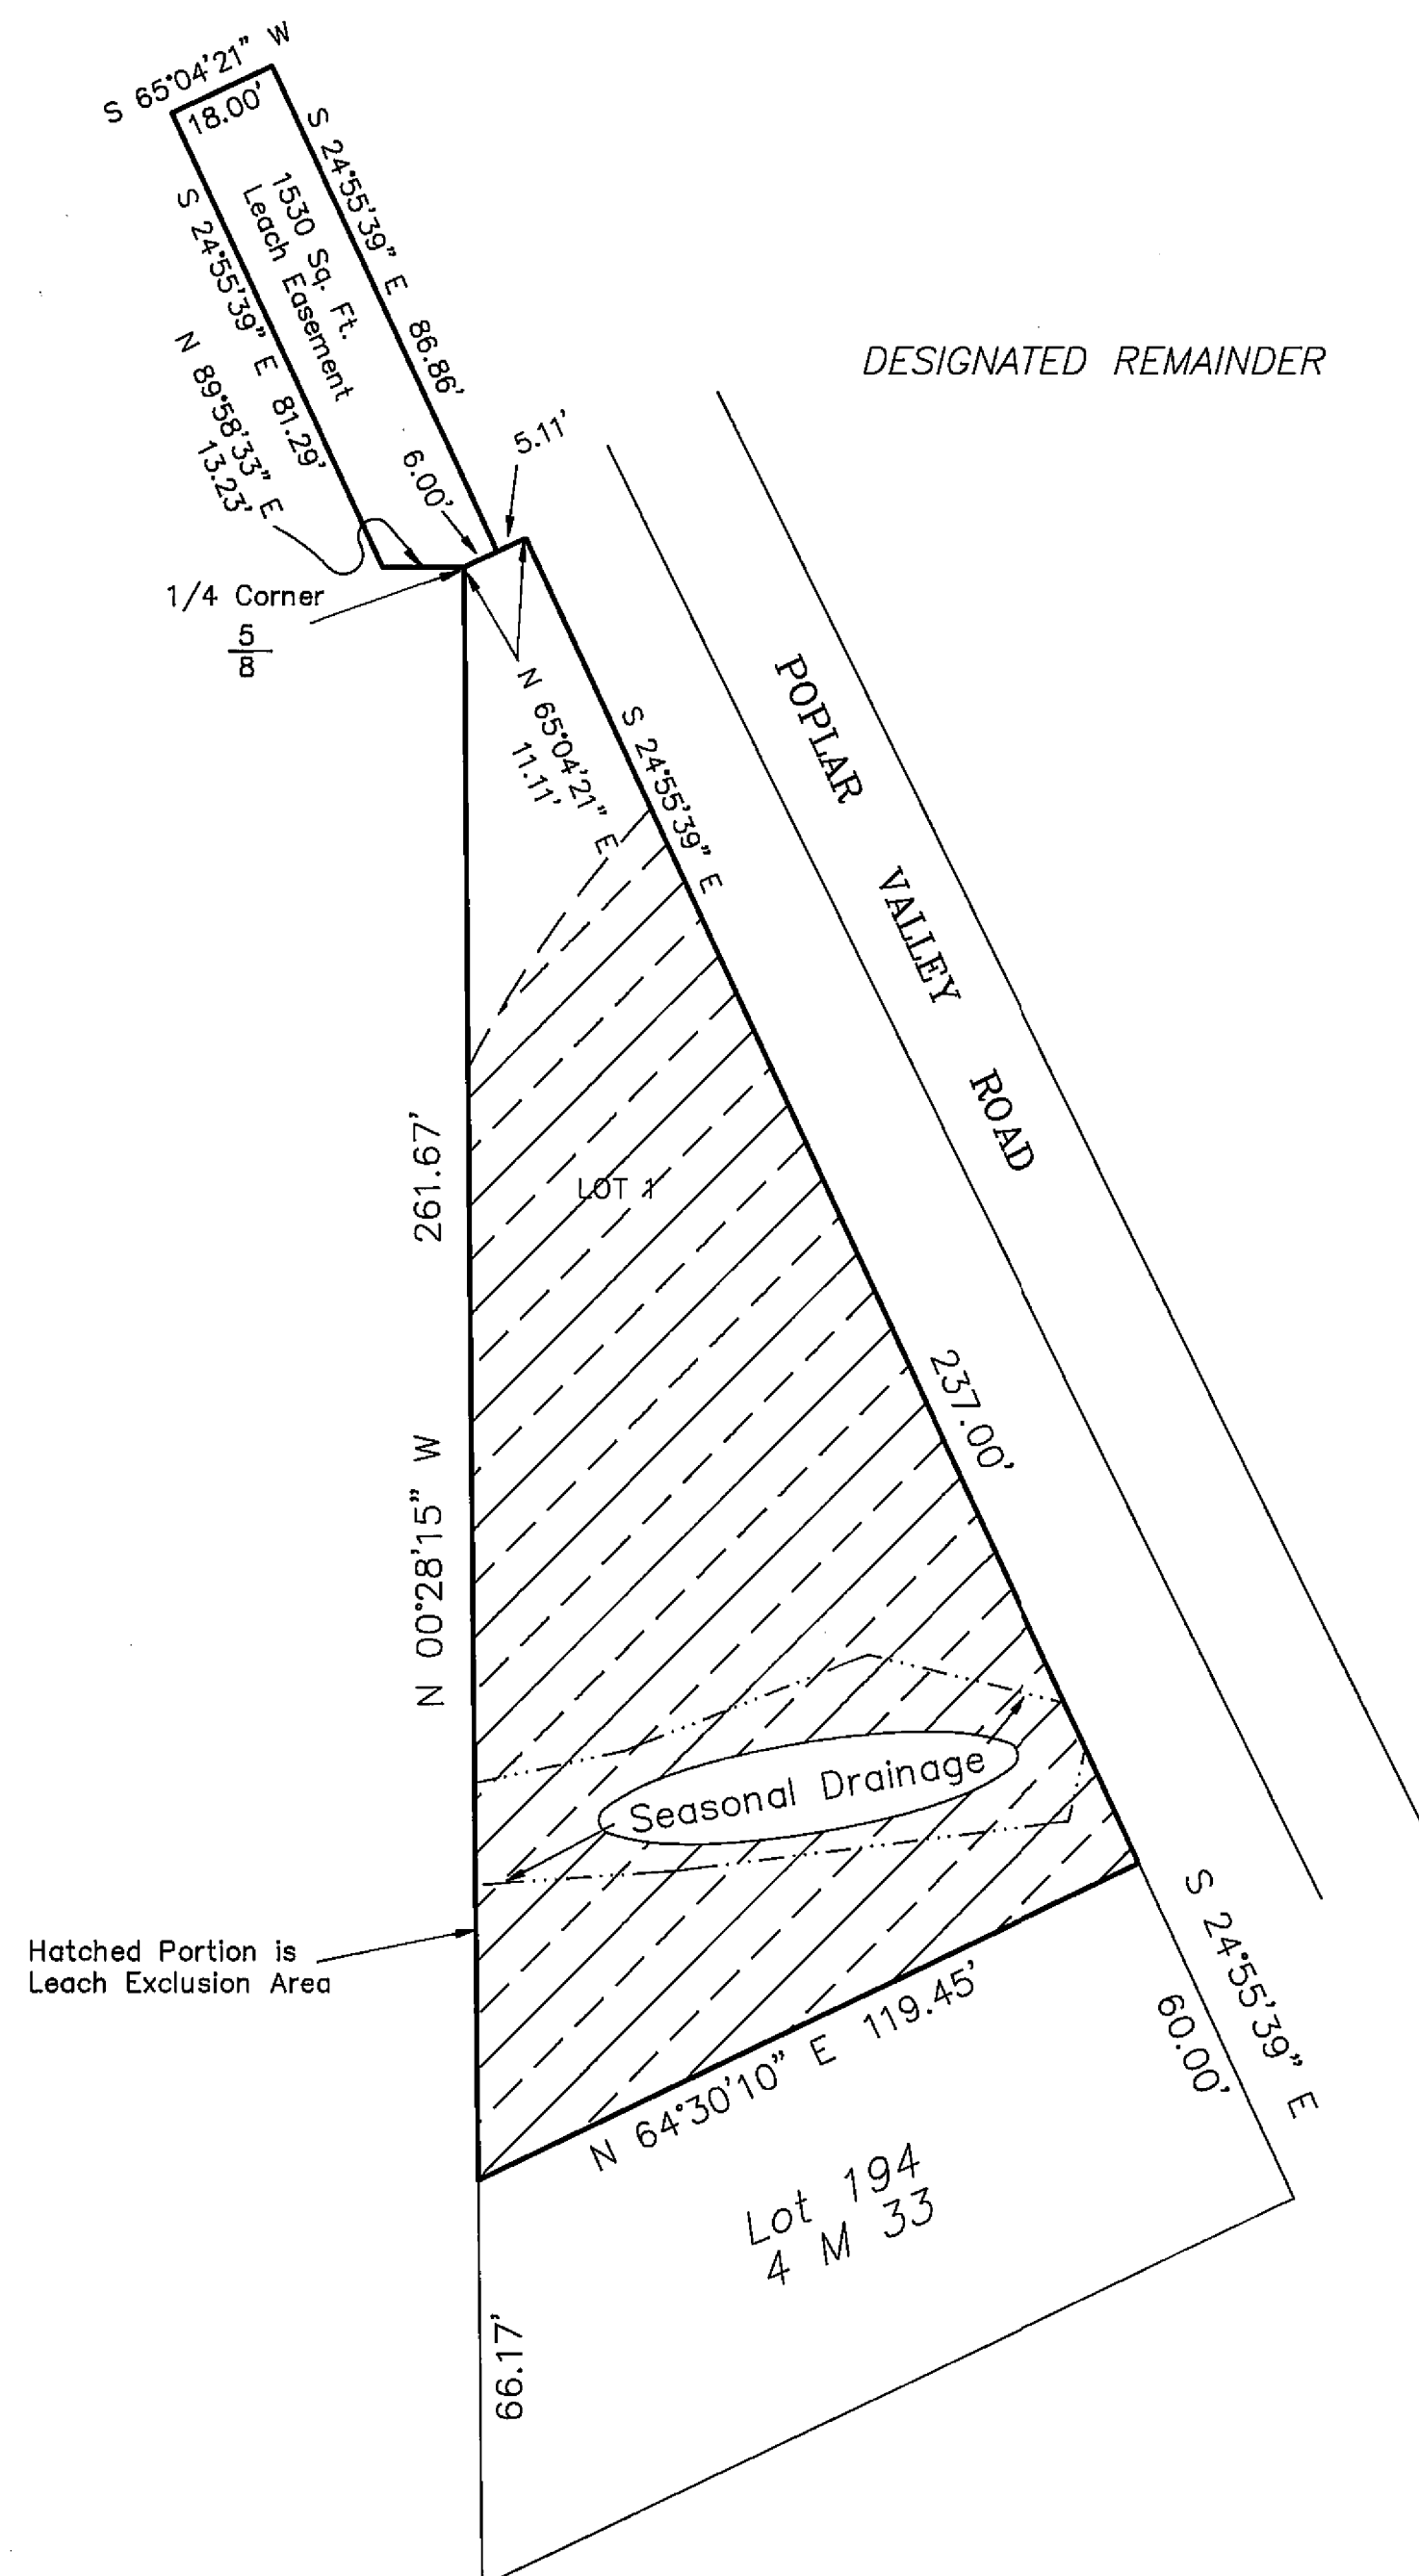 S 65°04'21" W
18.00'
S 24°55'39" E 86.86'
1530 Sq. Ft.
Leach Easement
S 24°55'39" E 81.29'
N 89°58'33" E
13.23'
DESIGNATED REMAINDER
6.00'
5.11'
1/4 Corner
5
8
N 65°04'21" E
11.11'
S 24°55'39" E
237.00'
POPLAR VALLEY ROAD
LOT 1
261.67'
N 00°28'15" W
Seasonal Drainage
Hatched Portion is
Leach Exclusion Area
N 64°30'10" E 119.45'
S 24°55'39" E
60.00'
Lot 194
4 M 33
66.17'